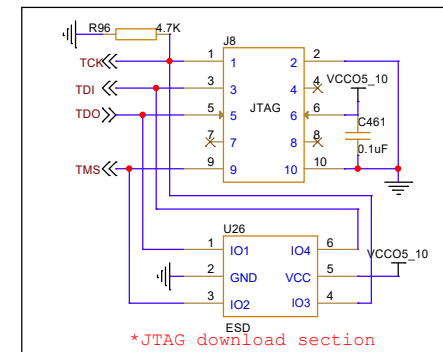 R96 4.7K
J8
TCK 1 1 2 2
TDI 3 3 4 4 VCCO5_10
JTAG
TDO 5 5 6 6
C461
7 7 8 8
0.1uF
TMS 9 9 10 10
U26
1 IO1 IO4 6
VCCO5_10
2 GND VCC 5
3 IO2 IO3 4
ESD
*JTAG download section